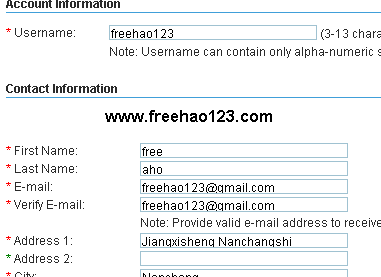 Account Information
* Username: freehao123 (3-13 chara
Note: Username can contain only alpha-numeric s
Contact Information
www.freehao123.com
* First Name: free
* Last Name: aho
* E-mail: freehao123@gmail.com
* Verify E-mail: freehao123@gmail.com
Note: Provide valid e-mail address to receive
* Address 1: Jiangxisheng Nanchangshi
* Address 2:
* City: Nanchang